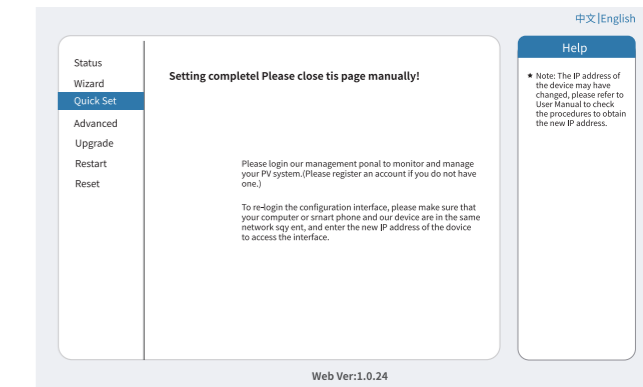 中文|English
Status
Wizard
Quick Set
Advanced
Upgrade
Restart
Reset
Setting completel Please close tis page manually!
Please login our management ponal to monitor and manage
your PV system.(Please register an account if you do not have
one.)
To re-login the configuration interface, please make sure that
your computer or srnart phone and our device are in the same
network sqy ent, and enter the new IP address of the dovice
to access the interface.
Help
★ Note: The IP address of
the device may have
changed, please refer to
User Manual to check
the procedures to obtain
the new IP address.
Web Ver:1.0.24